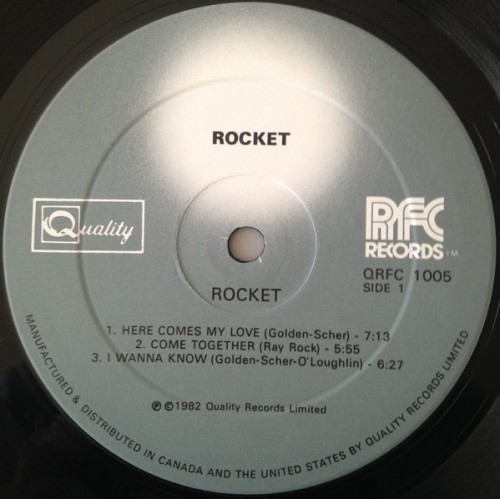 ROCKET
Quality
RFC
RECORDS™
QRFC 1005
SIDE 1
ROCKET
1. HERE COMES MY LOVE (Golden-Scher) - 7:13
2. COME TOGETHER (Ray Rock) - 5:55
3. I WANNA KNOW (Golden-Scher-O'Loughlin) - 6:27
℗ © 1982 Quality Records Limited
MANUFACTURED & DISTRIBUTED IN CANADA AND THE UNITED STATES BY QUALITY RECORDS LIMITED